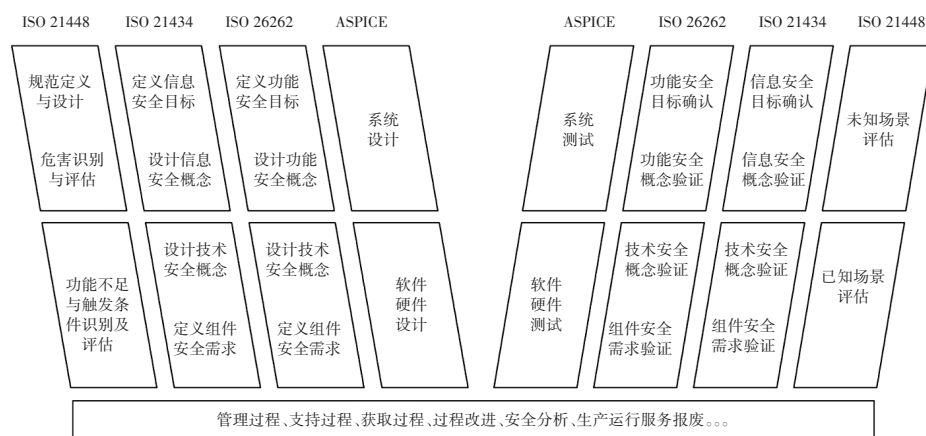 ISO 21448
ISO 21434
ISO 26262
ASPICE
ASPICE
ISO 26262
ISO 21434
ISO 21448
规范定义
与设计
危害识别
与评估
定义信息
安全目标
设计信息
安全概念
定义功能
安全目标
设计功能
安全概念
系统
设计
系统
测试
功能安全
目标确认
功能安全
概念验证
信息安全
目标确认
信息安全
概念验证
未知场景
评估
功能不足
与触发条
件识别及
评估
设计技术
安全概念
定义组件
安全需求
设计技术
安全概念
定义组件
安全需求
软件
硬件
设计
软件
硬件
测试
技术安全
概念验证
组件安全
需求验证
技术安全
概念验证
组件安全
需求验证
已知场景
评估
管理过程、支持过程、获取过程、过程改进、安全分析、生产运行服务报废。。。